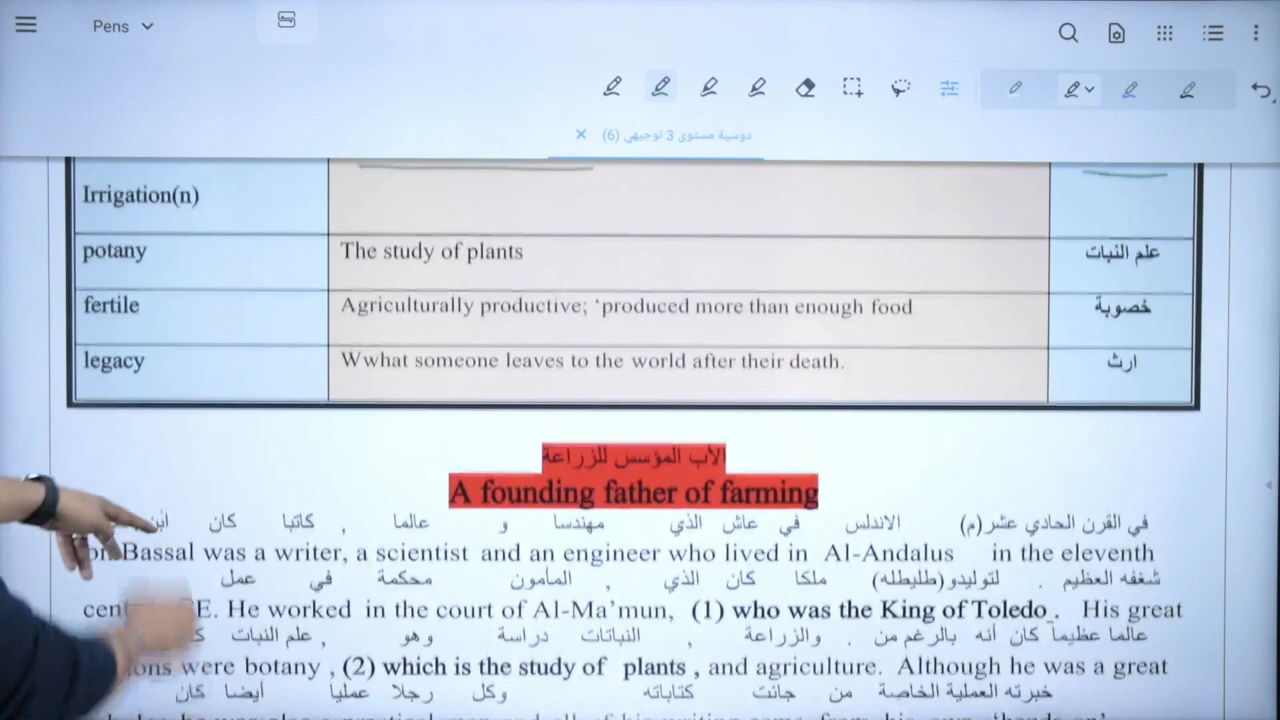 Pens
دوسية مستوى 3 توجيهي (6)
Irrigation(n)
potany The study of plants علم النبات
fertile Agriculturally productive; ‘produced more than enough food خصوبة
legacy Wwhat someone leaves to the world after their death. ارث
الأب المؤسس للزراعة
A founding father of farming
في القرن الحادي عشر(م) الاندلس في عاش الذي مهندسا و عالما , كاتبا كان
Bassal was a writer, a scientist and an engineer who lived in Al-Andalus in the eleventh
شغفه العظيم . لتوليدو(طليطله) ملكا كان الذي , المأمون محكمة في عمل
E. He worked in the court of Al-Ma’mun, (1) who was the King of Toledo . His great
عالما عظيماً كان أنه بالرغم من . والزراعة , النباتات دراسة وهو , علم النبات
were botany , (2) which is the study of plants , and agriculture. Although he was a great
خبرته العملية الخاصة من جانت كتاباته وكل رجلا عمليا أيضا كان